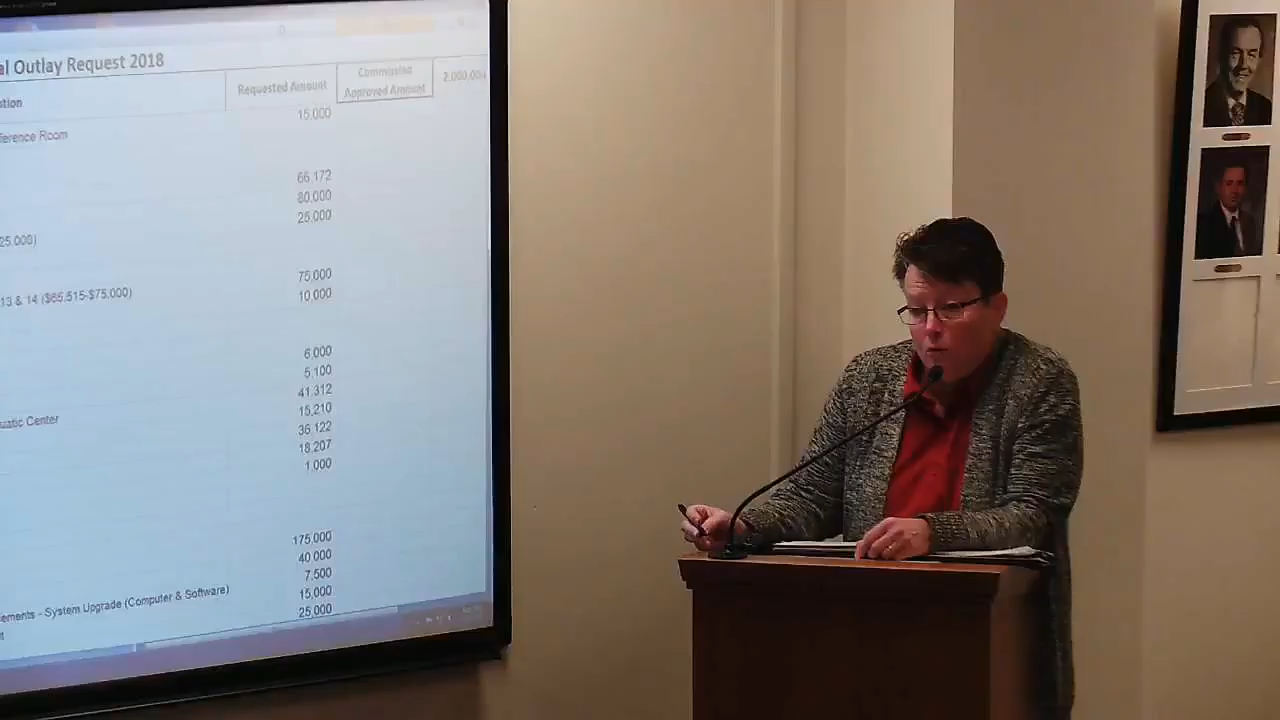 al Outlay Request 2018
tion
Requested Amount
Commission
Approved Amount
15,000
ference Room
66,172
80,000
25,000
25.000)
75,000
13 & 14 ($65,515-$75,000)
10,000
6,000
5,100
41,312
15,210
uatic Center
36,122
18,207
1,000
175,000
40,000
7,500
ements - System Upgrade (Computer & Software)
15,000
25,000